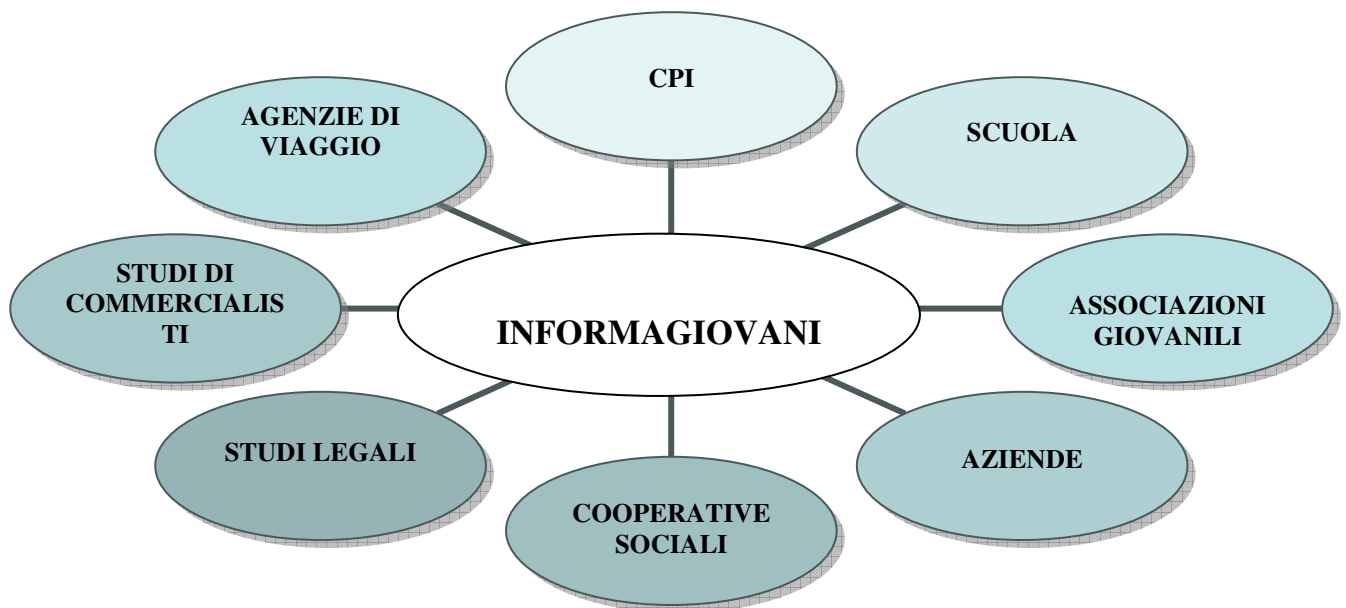 CPI
AGENZIE DI
VIAGGIO
SCUOLA
STUDI DI
COMMERCIALIS
TI
INFORMAGIOVANI
ASSOCIAZIONI
GIOVANILI
STUDI LEGALI
AZIENDE
COOPERATIVE
SOCIALI